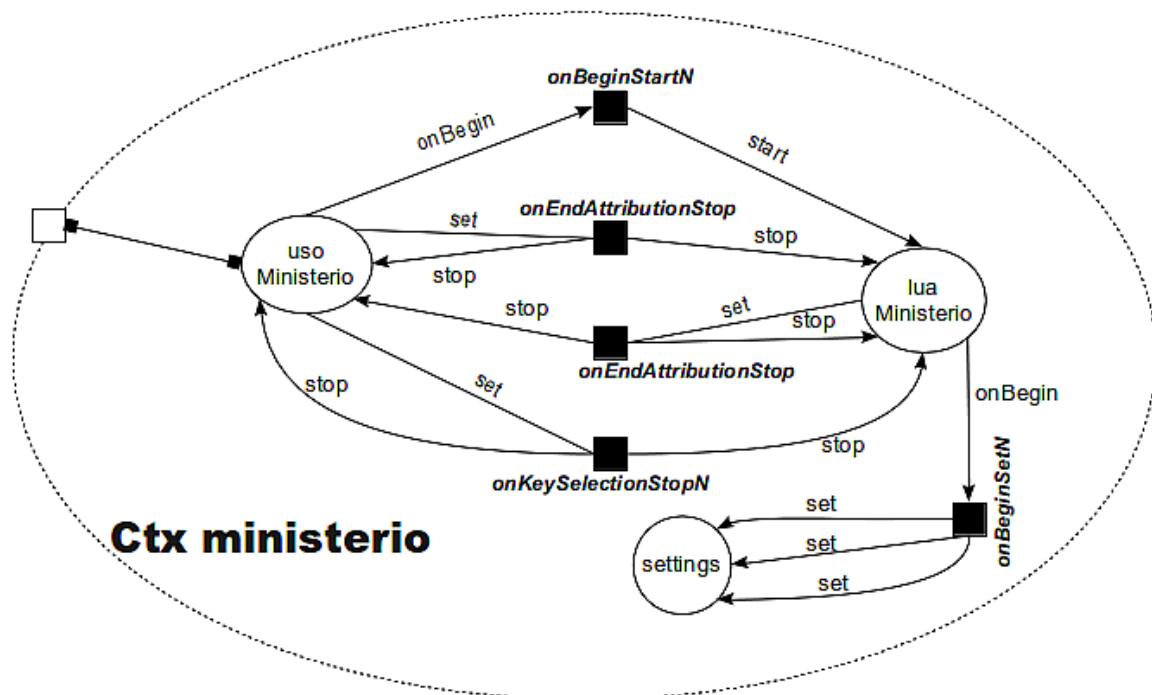 onBeginStartN
onBegin
start
onEndAttributionStop
set
stop
stop
uso
Ministerio
lua
Ministerio
stop
set
stop
onEndAttributionStop
stop
set
onBegin
stop
onKeySelectionStopN
onBeginSetN
set
Ctx ministerio
set
settings
set